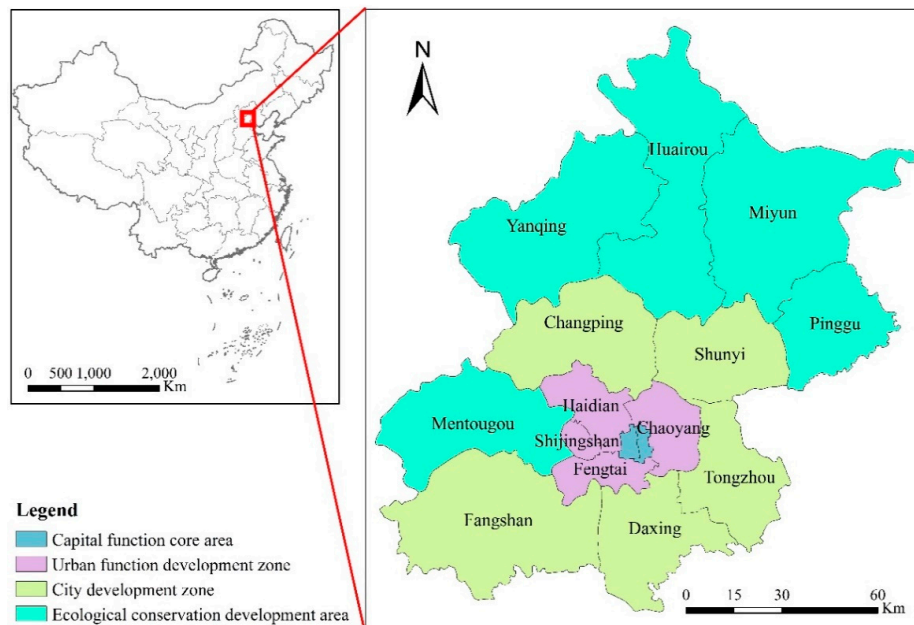 N
Huairou
Miyun
Yanqing
Pinggu
Changping
Shunyi
Haidian
Mentougou
Chaoyang
Shijingshan
Fengtai
Tongzhou
Fangshan
Daxing
0 500 1,000 2,000
Km
Legend
Capital function core area
Urban function development zone
City development zone
Ecological conservation development area
0 15 30 60
Km